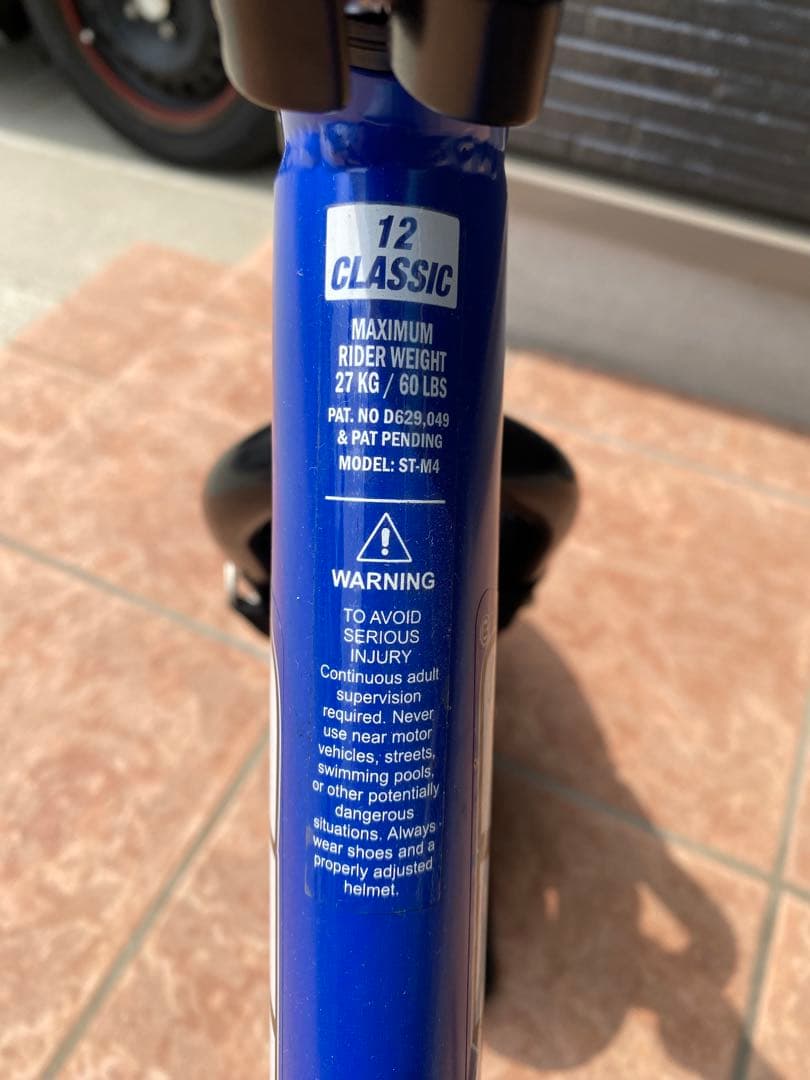 12
CLASSIC
MAXIMUM
RIDER WEIGHT
27 KG / 60 LBS
PAT. NO D629,049
& PAT PENDING
MODEL: ST-M4
WARNING
TO AVOID
SERIOUS
INJURY
Continuous adult
supervision
required. Never
use near motor
vehicles, streets,
swimming pools,
or other potentially
dangerous
situations. Always
wear shoes and a
properly adjusted
helmet.